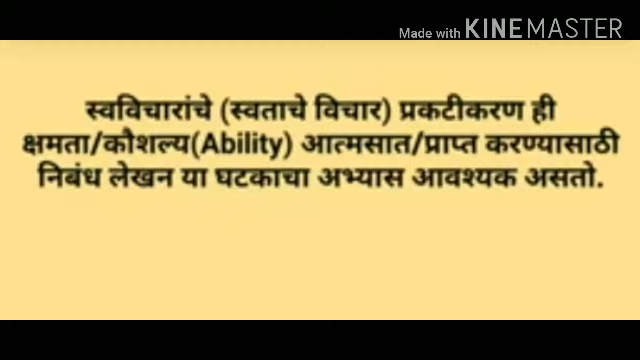 Made with KINEMASTER
स्वविचारांचे (स्वताचे विचार) प्रकटीकरण ही
क्षमता/कौशल्य(Ability) आत्मसात/प्राप्त करण्यासाठी
निबंध लेखन या घटकाचा अभ्यास आवश्यक असतो.